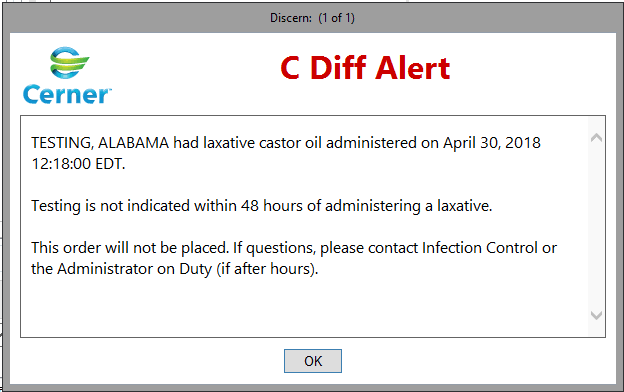 Discern: (1 of 1)
Cerner
C Diff Alert
TESTING, ALABAMA had laxative castor oil administered on April 30, 2018
12:18:00 EDT.
Testing is not indicated within 48 hours of administering a laxative.
This order will not be placed. If questions, please contact Infection Control or
the Administrator on Duty (if after hours).
OK